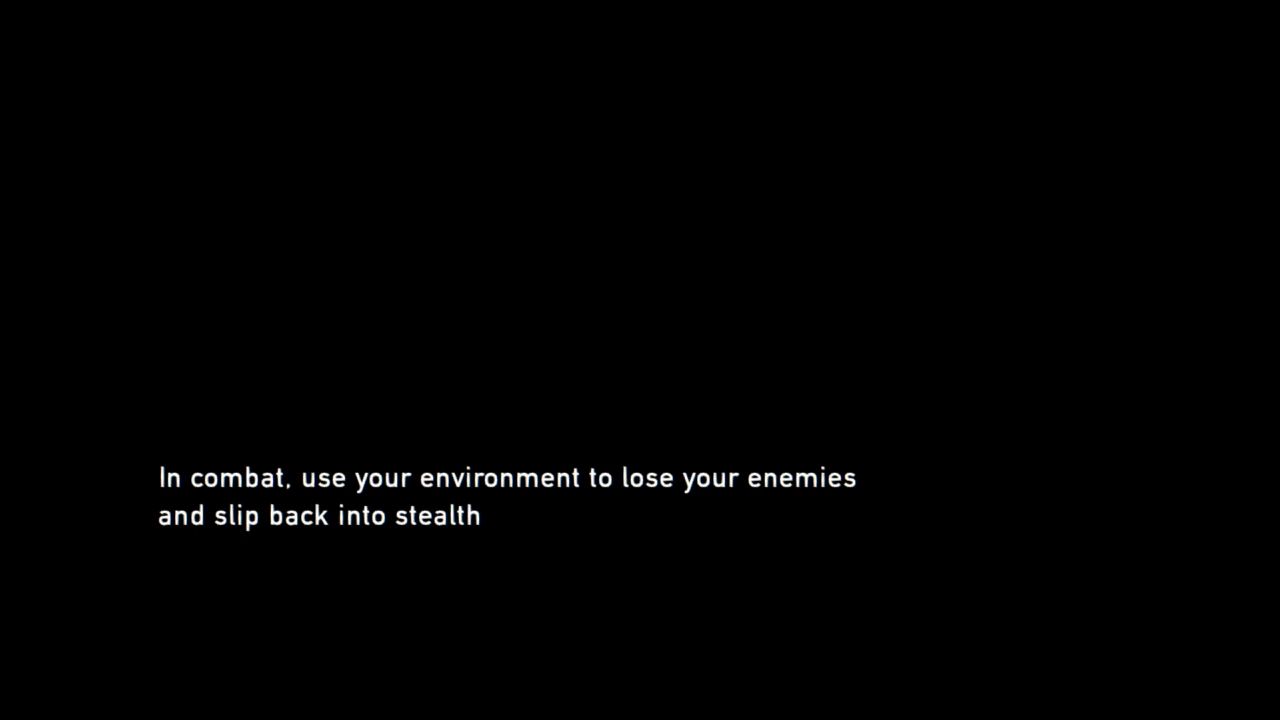 In combat, use your environment to lose your enemies
and slip back into stealth